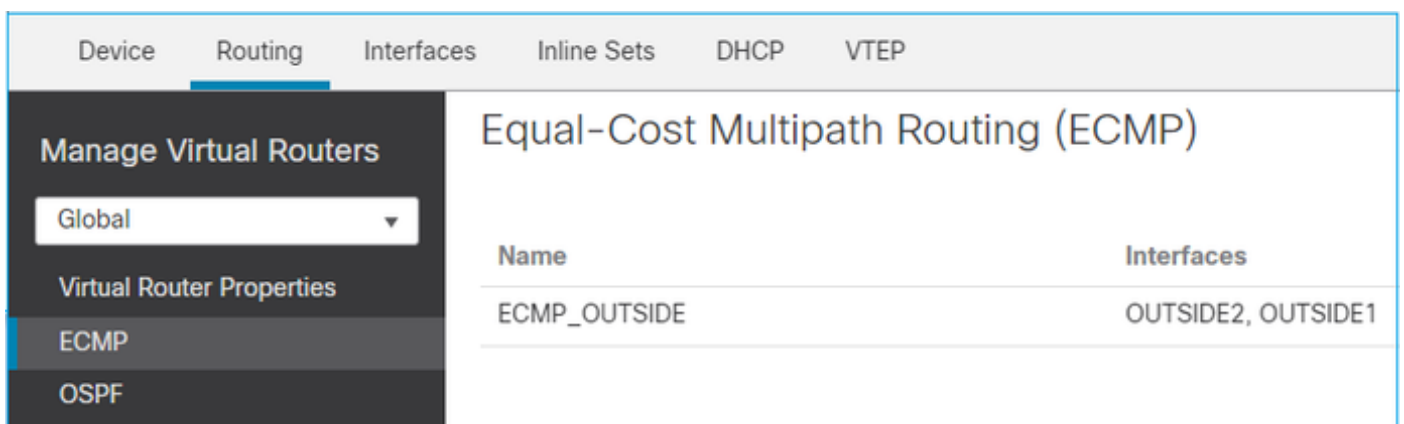 Device Routing Interfaces Inline Sets DHCP VTEP
Manage Virtual Routers
Global
Virtual Router Properties
ECMP
OSPF
Equal-Cost Multipath Routing (ECMP)
Name Interfaces
ECMP_OUTSIDE OUTSIDE2, OUTSIDE1